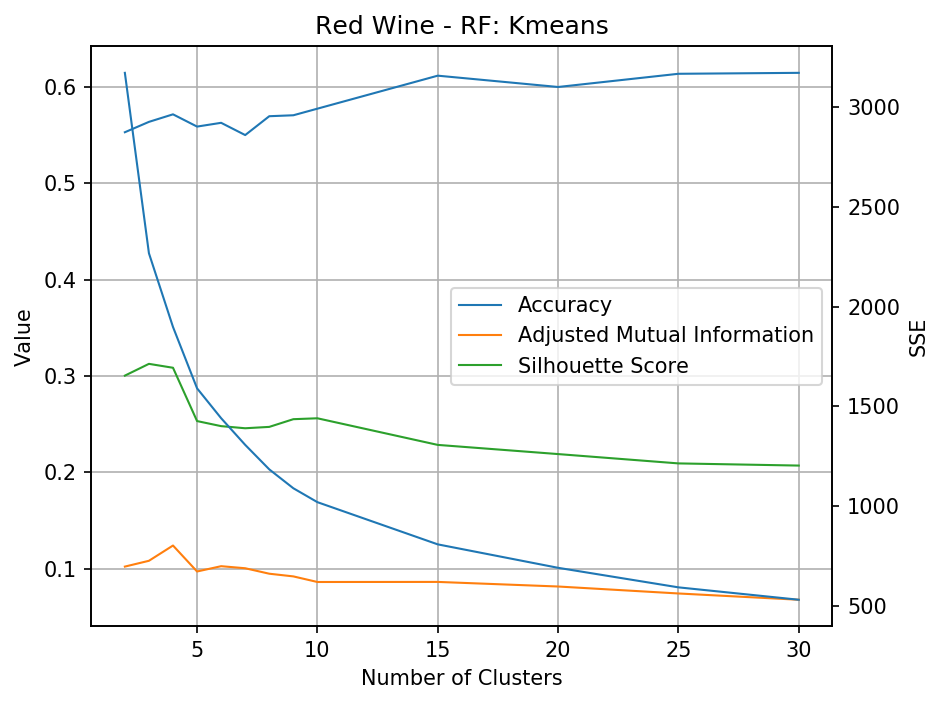 Red Wine - RF: Kmeans
0.6
0.5
0.4
0.3
0.2
0.1
Value
3000
2500
2000
1500
1000
500
SSE
Accuracy
Adjusted Mutual Information
Silhouette Score
5 10 15 20 25 30
Number of Clusters